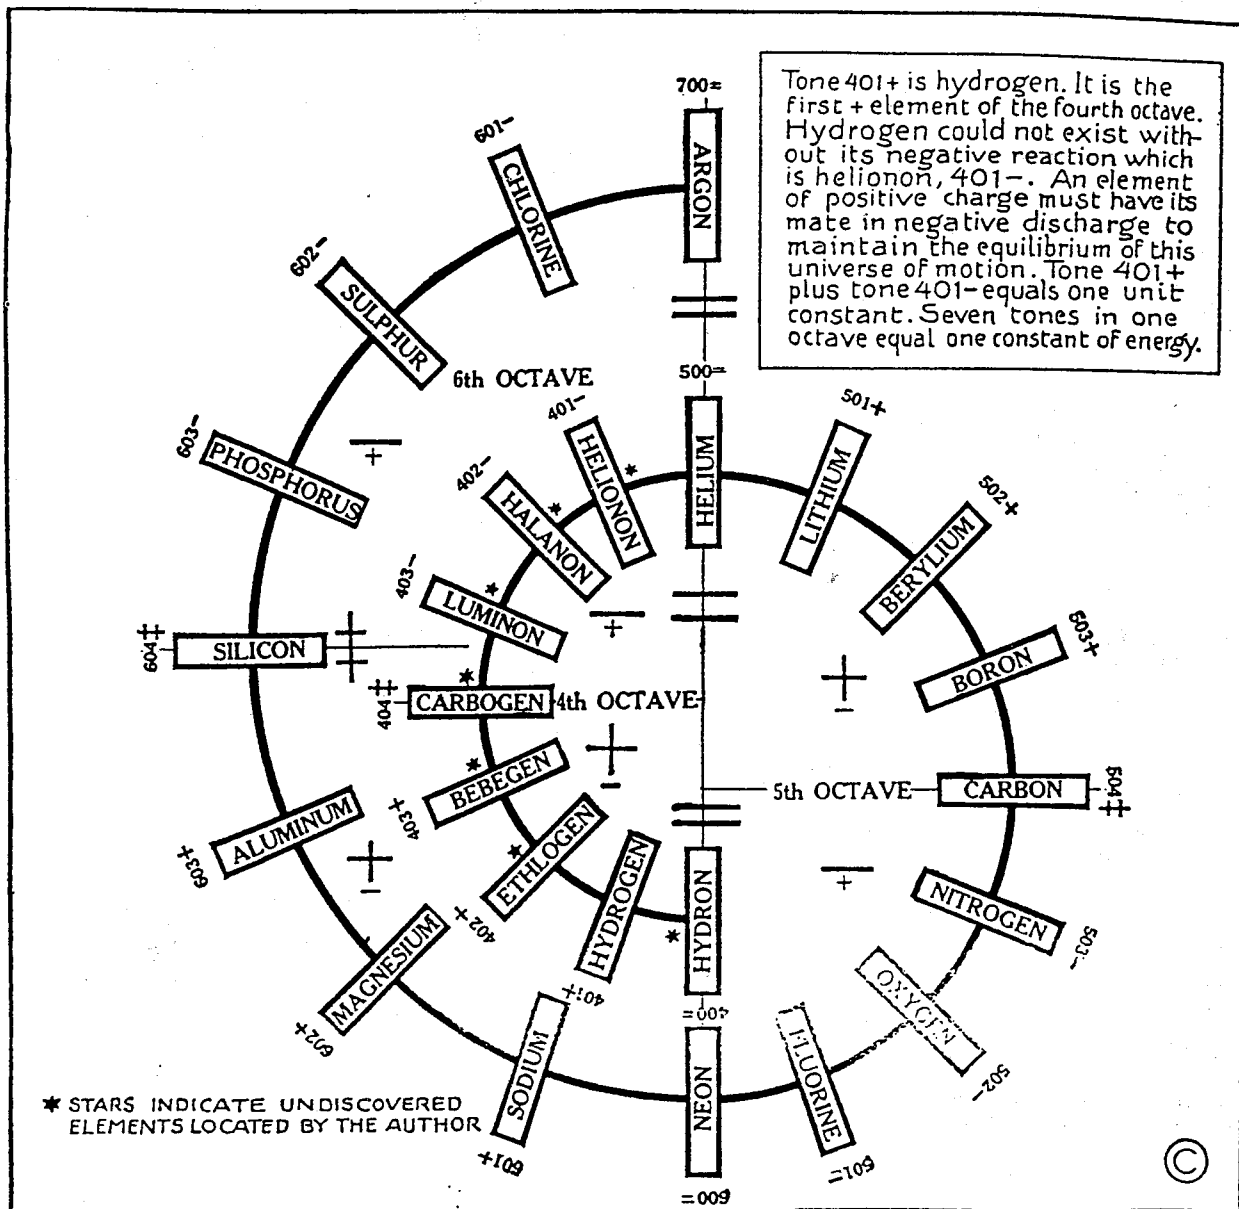 Tone 401+ is hydrogen. It is the
first + element of the fourth octave.
Hydrogen could not exist with-
out its negative reaction which
is helionon, 401-. An element
of positive charge must have its
mate in negative discharge to
maintain the equilibrium of this
universe of motion. Tone 401+
plus tone 401- equals one unit
constant. Seven tones in one
octave equal one constant of energy.
700=
ARGON
601-
CHLORINE
602-
SULPHUR
6th OCTAVE
603-
PHOSPHORUS
604‡
SILICON
603+
ALUMINUM
602+
MAGNESIUM
601+
SODIUM
600=
NEON
500=
HELIUM
401-
HELIONON *
402-
HALANON *
403-
LUMINON *
404‡
CARBOGEN *
4th OCTAVE
403+
BEBEGEN *
402+
ETHLOGEN *
401+
HYDROGEN
400=
HYDRON *
501+
LITHIUM
502+
BERYLIUM
503+
BORON
5th OCTAVE
504‡
CARBON
503-
NITROGEN
502-
OXYGEN
501-
FLUORINE
* STARS INDICATE UNDISCOVERED
ELEMENTS LOCATED BY THE AUTHOR
©